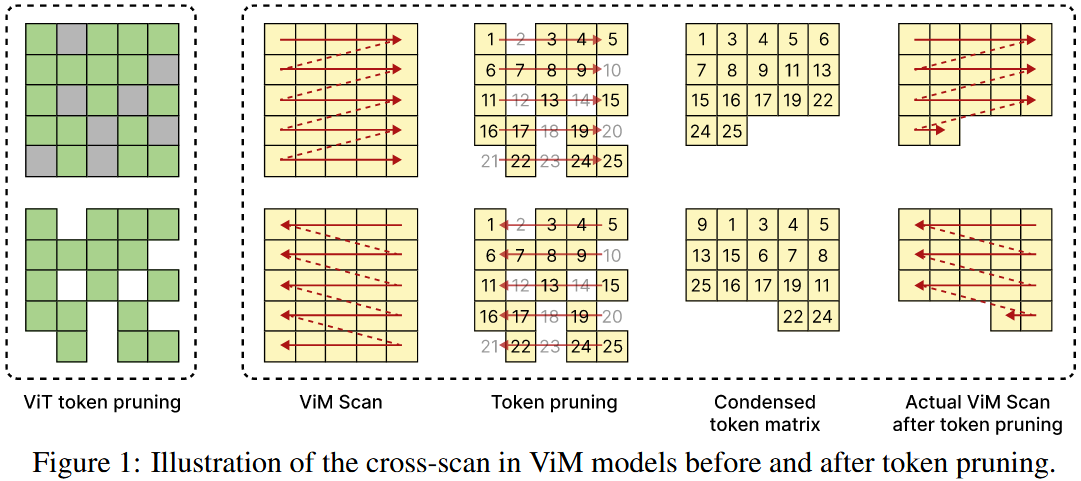 1 2 3 4 5
6 7 8 9 10
11 12 13 14 15
16 17 18 19 20
21 22 23 24 25
1 3 4 5 6
7 8 9 11 13
15 16 17 19 22
24 25
1 2 3 4 5
6 7 8 9 10
11 12 13 14 15
16 17 18 19 20
21 22 23 24 25
9 1 3 4 5
13 15 6 7 8
25 16 17 19 11
22 24
ViT token pruning
ViM Scan
Token pruning
Condensed
token matrix
Actual ViM Scan
after token pruning
Figure 1: Illustration of the cross-scan in ViM models before and after token pruning.